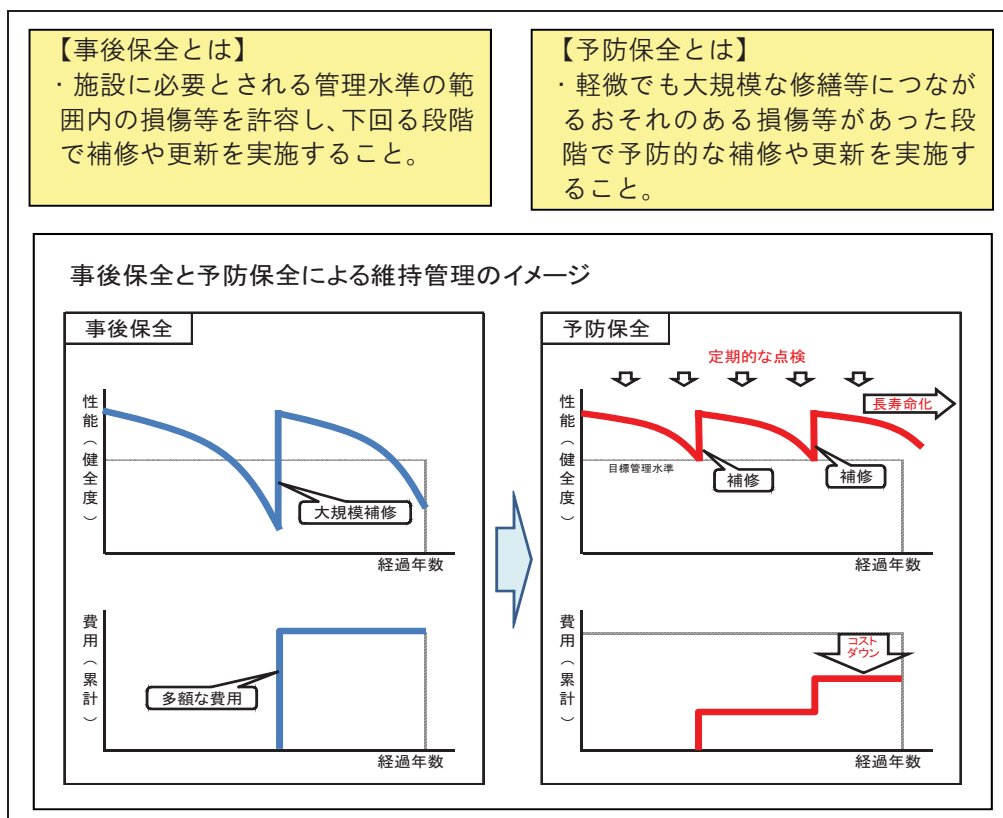 【事後保全とは】
・施設に必要とされる管理水準の範
囲内の損傷等を許容し、下回る段階
で補修や更新を実施すること。
【予防保全とは】
・軽微でも大規模な修繕等につなが
るおそれのある損傷等があった段
階で予防的な補修や更新を実施す
ること。
事後保全と予防保全による維持管理のイメージ
事後保全
性能(健全度)
大規模補修
経過年数
費用(累計)
多額な費用
経過年数
予防保全
定期的な点検
長寿命化
性能(健全度)
目標管理水準
補修
補修
経過年数
費用(累計)
コスト
ダウン
経過年数